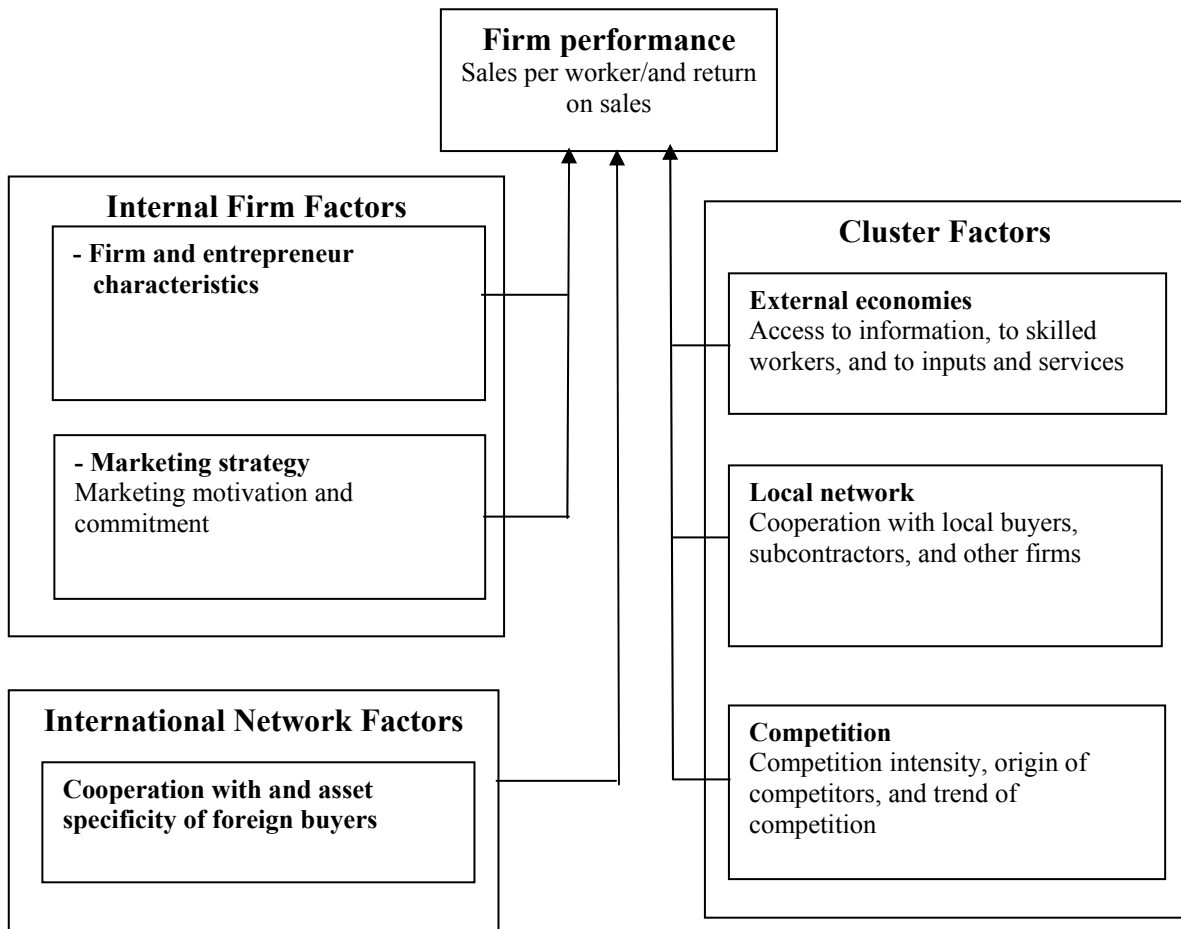 Firm performance
Sales per worker/and return
on sales
Internal Firm Factors
- Firm and entrepreneur
characteristics
- Marketing strategy
Marketing motivation and
commitment
International Network Factors
Cooperation with and asset
specificity of foreign buyers
Cluster Factors
External economies
Access to information, to skilled
workers, and to inputs and services
Local network
Cooperation with local buyers,
subcontractors, and other firms
Competition
Competition intensity, origin of
competitors, and trend of
competition